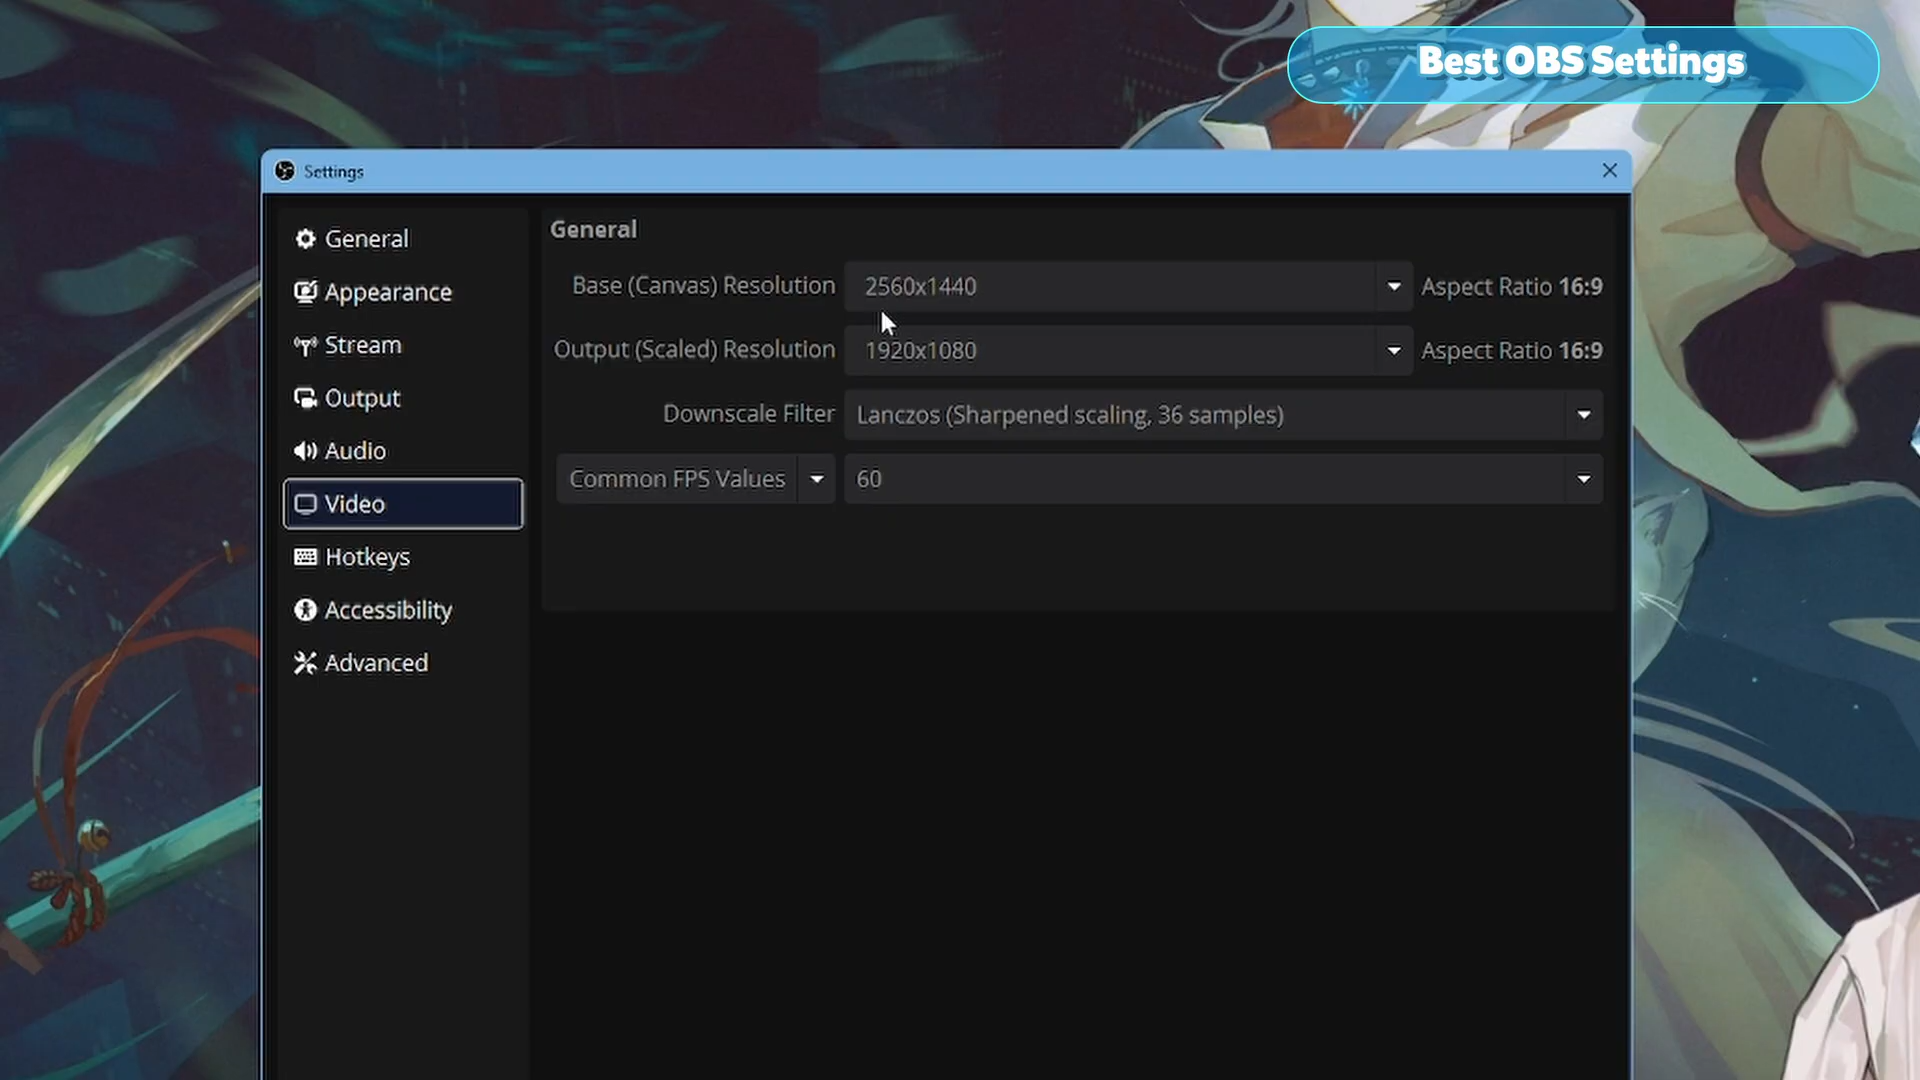 Best OBS Settings
Settings
General
Appearance
Stream
Output
Audio
Video
Hotkeys
Accessibility
Advanced
General
Base (Canvas) Resolution 2560x1440 Aspect Ratio 16:9
Output (Scaled) Resolution 1920x1080 Aspect Ratio 16:9
Downscale Filter Lanczos (Sharpened scaling, 36 samples)
Common FPS Values 60